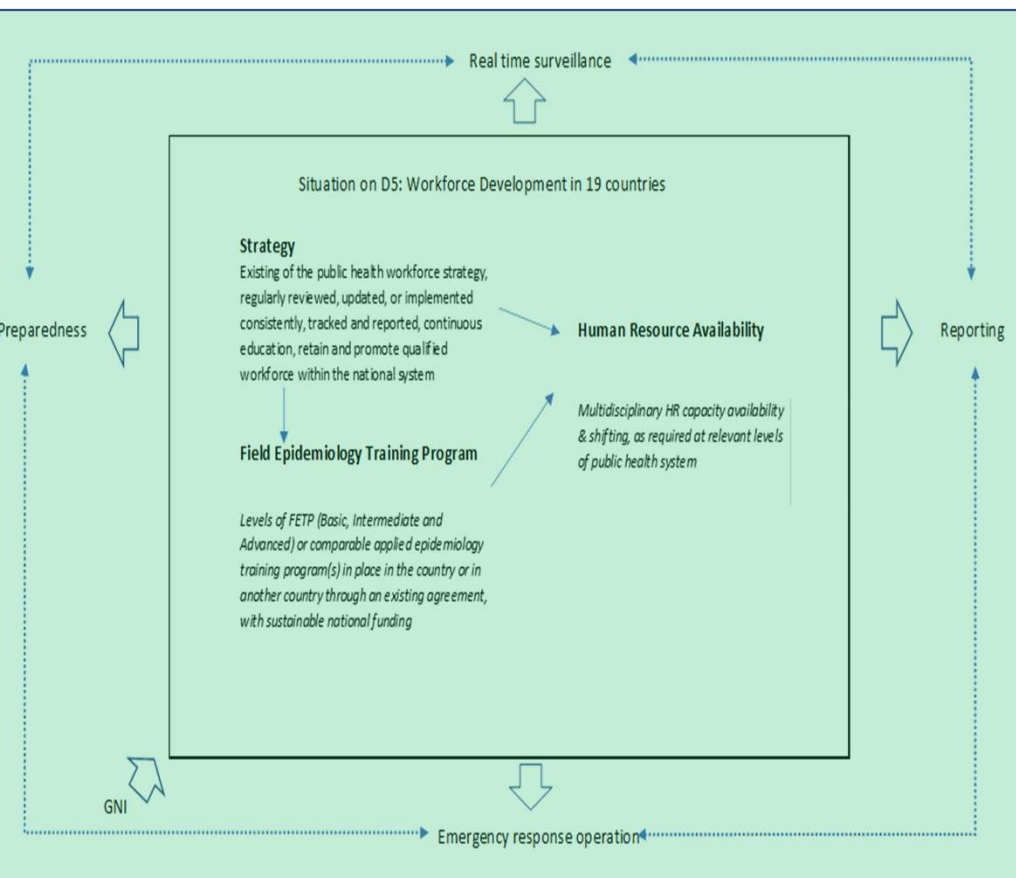 Real time surveillance
Situation on D5: Workforce Development in 19 countries
Strategy
Existing of the public health workforce strategy,
regularly reviewed, updated, or implemented
consistently, tracked and reported, continuous
education, retain and promote qualified
workforce within the national system
Human Resource Availability
Multidisciplinary HR capacity availability
& shifting, as required at relevant levels
of public health system
Field Epidemiology Training Program
Levels of FETP (Basic, Intermediate and
Advanced) or comparable applied epidemiology
training program(s) in place in the country or in
another country through an existing agreement,
with sustainable national funding
Preparedness
Reporting
GNI
Emergency response operation